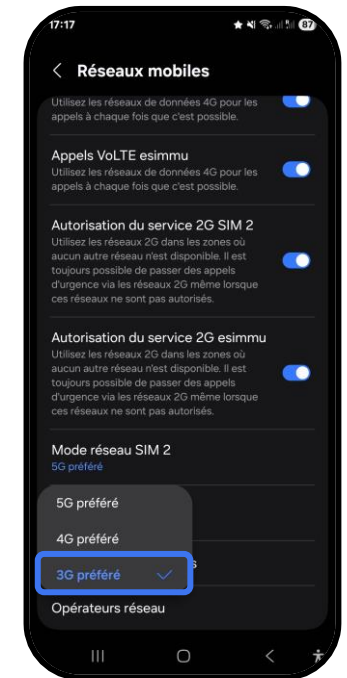 17:17
87
Réseaux mobiles
Utilisez les réseaux de données 4G pour les
appels à chaque fois que c'est possible.
Appels VoLTE esimmu
Utilisez les réseaux de données 4G pour les
appels à chaque fois que c'est possible.
Autorisation du service 2G SIM 2
Utilisez les réseaux 2G dans les zones où
aucun autre réseau n'est disponible. Il est
toujours possible de passer des appels
d'urgence via les réseaux 2G même lorsque
ces réseaux ne sont pas autorisés.
Autorisation du service 2G esimmu
Utilisez les réseaux 2G dans les zones où
aucun autre réseau n'est disponible. Il est
toujours possible de passer des appels
d'urgence via les réseaux 2G même lorsque
ces réseaux ne sont pas autorisés.
Mode réseau SIM 2
5G préféré
5G préféré
4G préféré
3G préféré
Opérateurs réseau